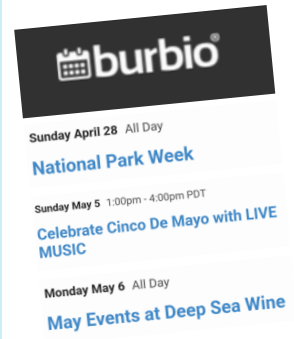 burbio®
Sunday April 28 All Day
National Park Week
Sunday May 5 1:00pm - 4:00pm PDT
Celebrate Cinco De Mayo with LIVE
MUSIC
Monday May 6 All Day
May Events at Deep Sea Wine